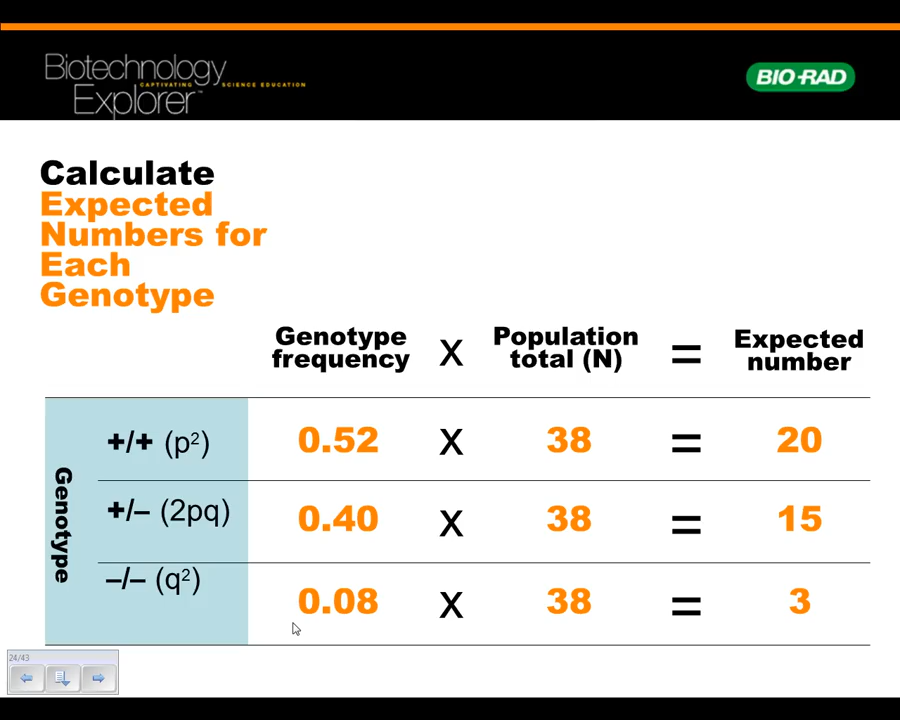 Biotechnology
CAPTIVATING SCIENCE EDUCATION
Explorer™
BIO-RAD
Calculate
Expected
Numbers for
Each
Genotype
Genotype frequency x Population total (N) = Expected number
Genotype
+/+ (p²) 0.52 x 38 = 20
+/– (2pq) 0.40 x 38 = 15
–/– (q²) 0.08 x 38 = 3
24/43